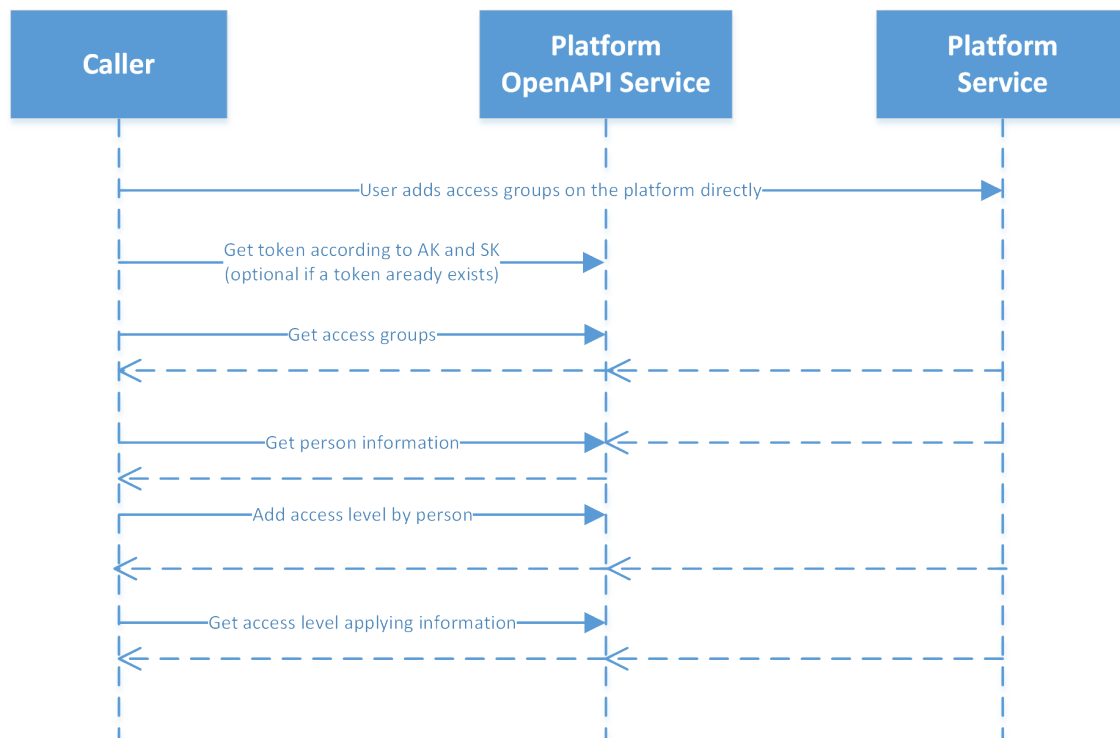 Caller
Platform
OpenAPI Service
Platform
Service
User adds access groups on the platform directly
Get token according to AK and SK
(optional if a token aready exists)
Get access groups
Get person information
Add access level by person
Get access level applying information